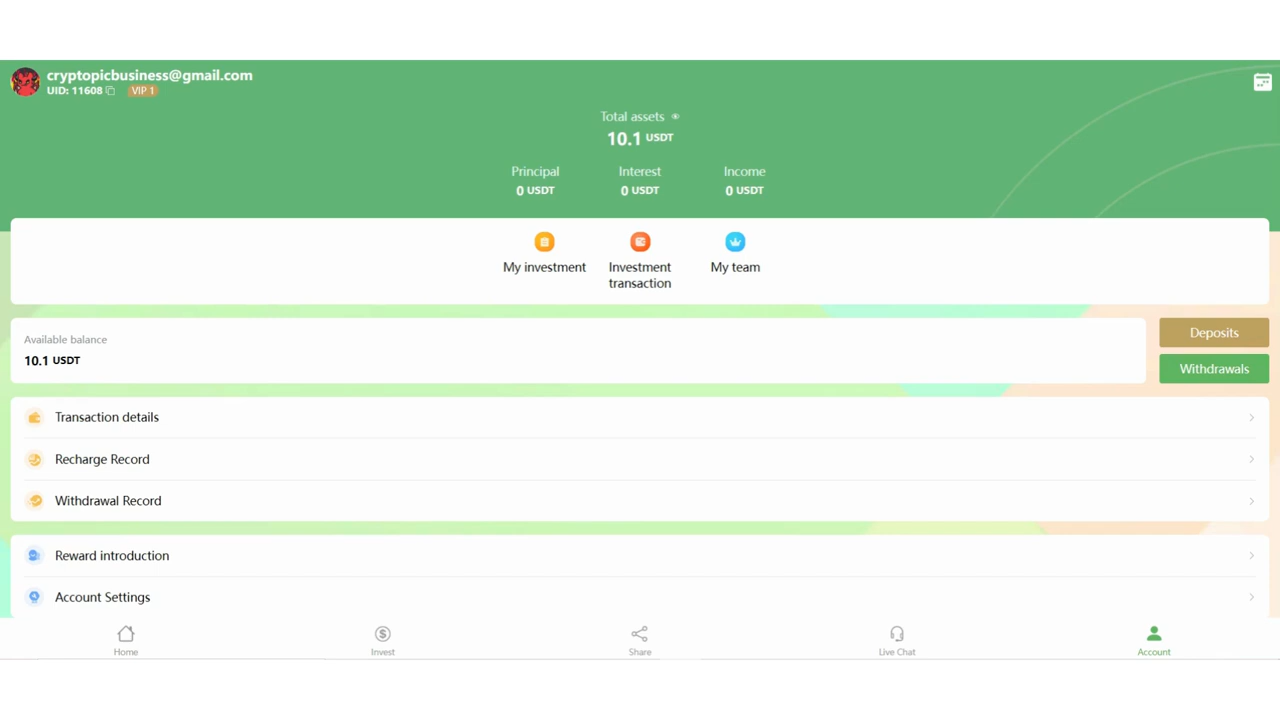 cryptopicbusiness@gmail.com
UID: 11608 VIP 1
Total assets
10.1 USDT
Principal Interest Income
0 USDT 0 USDT 0 USDT
My investment Investment transaction My team
Available balance
10.1 USDT
Deposits
Withdrawals
Transaction details
Recharge Record
Withdrawal Record
Reward introduction
Account Settings
Home Invest Share Live Chat Account